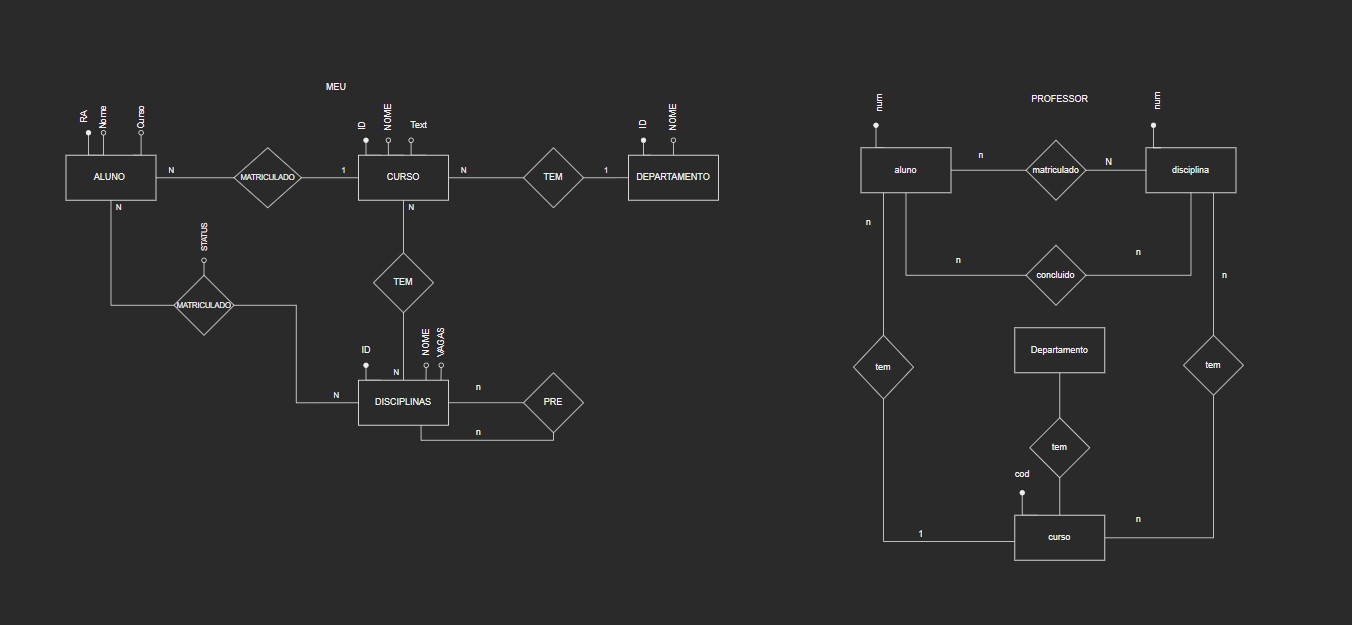 MEU
RA
Nome
Curso
ID
NOME
Text
ID
NOME
ALUNO
N
MATRICULADO
1
CURSO
N
TEM
1
DEPARTAMENTO
N
N
STATUS
TEM
MATRICULADO
ID
NOME
VAGAS
N
N
DISCIPLINAS
n
PRE
n
PROFESSOR
num
num
aluno
n
matriculado
N
disciplina
n
n
concluido
n
n
Departamento
tem
tem
tem
cod
1
curso
n